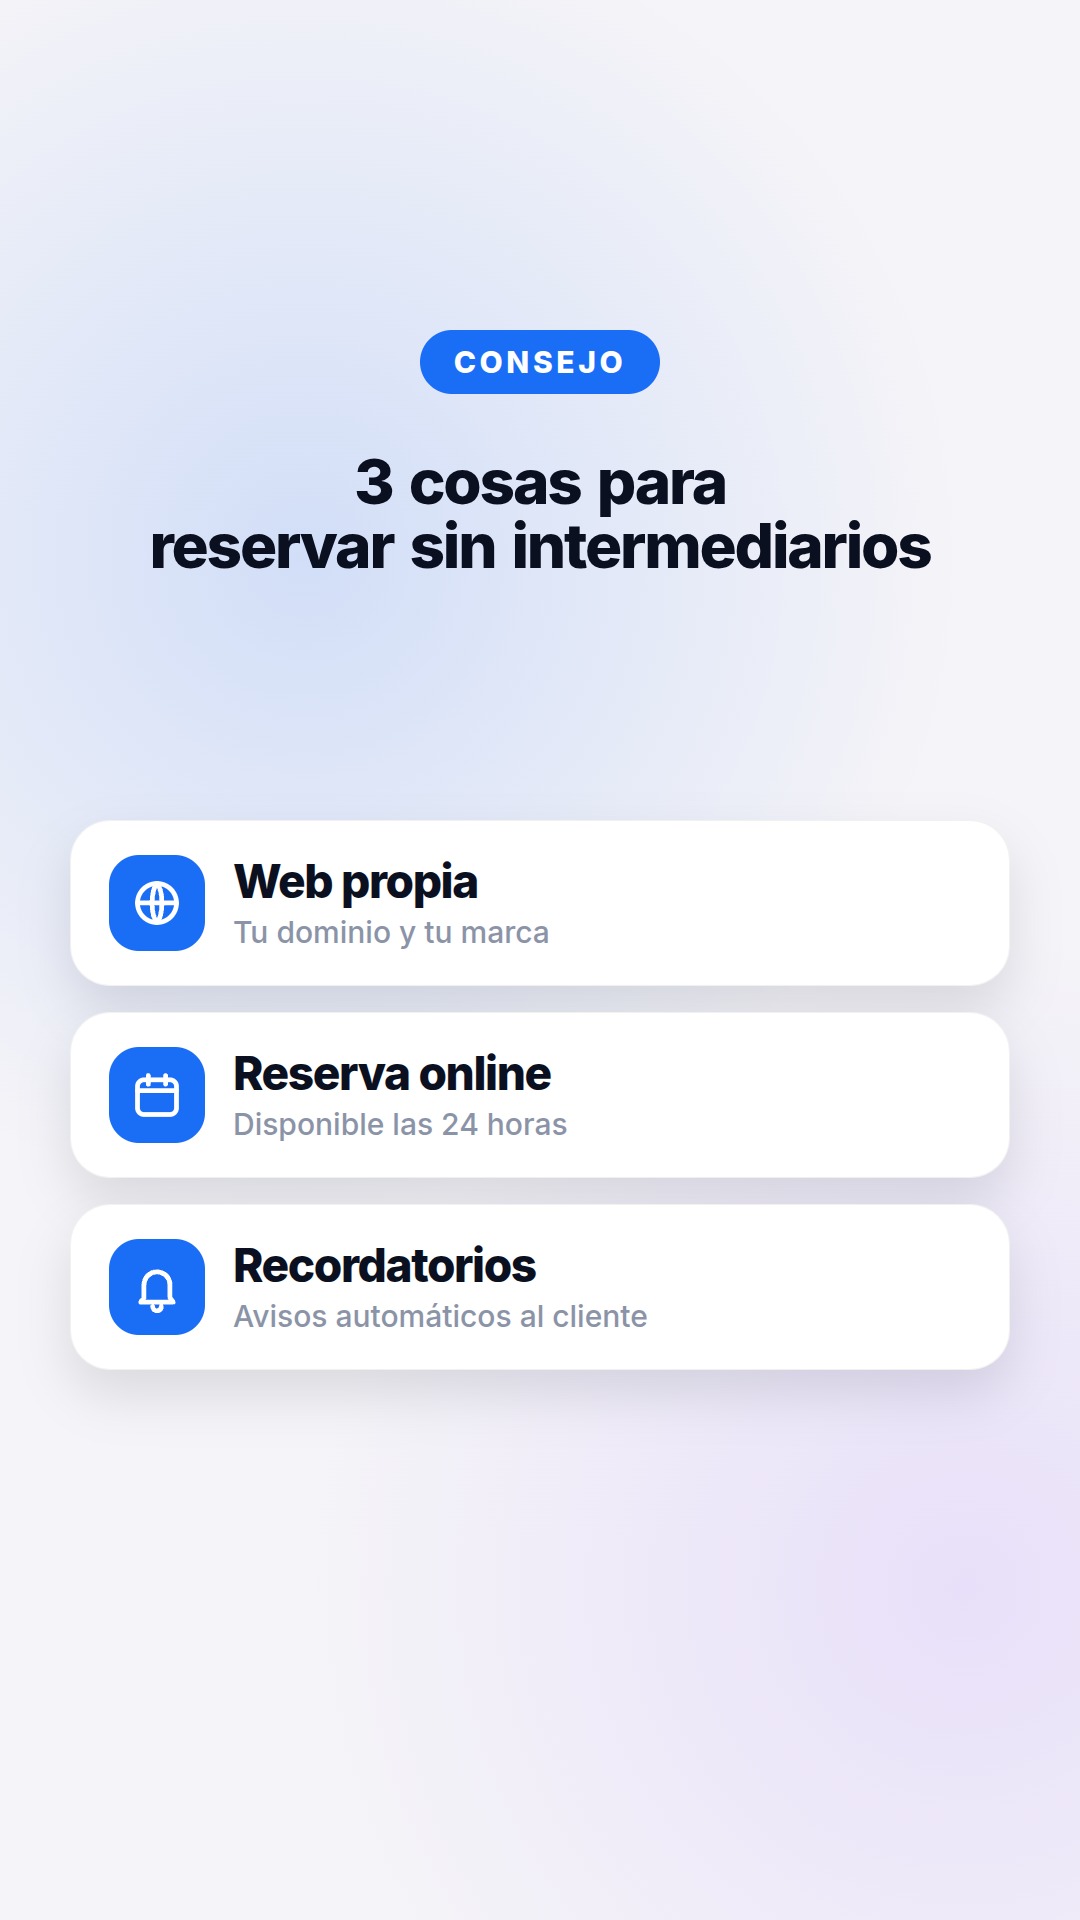 CONSEJO
3 cosas para
reservar sin intermediarios
Web propia
Tu dominio y tu marca
Reserva online
Disponible las 24 horas
Recordatorios
Avisos automáticos al cliente